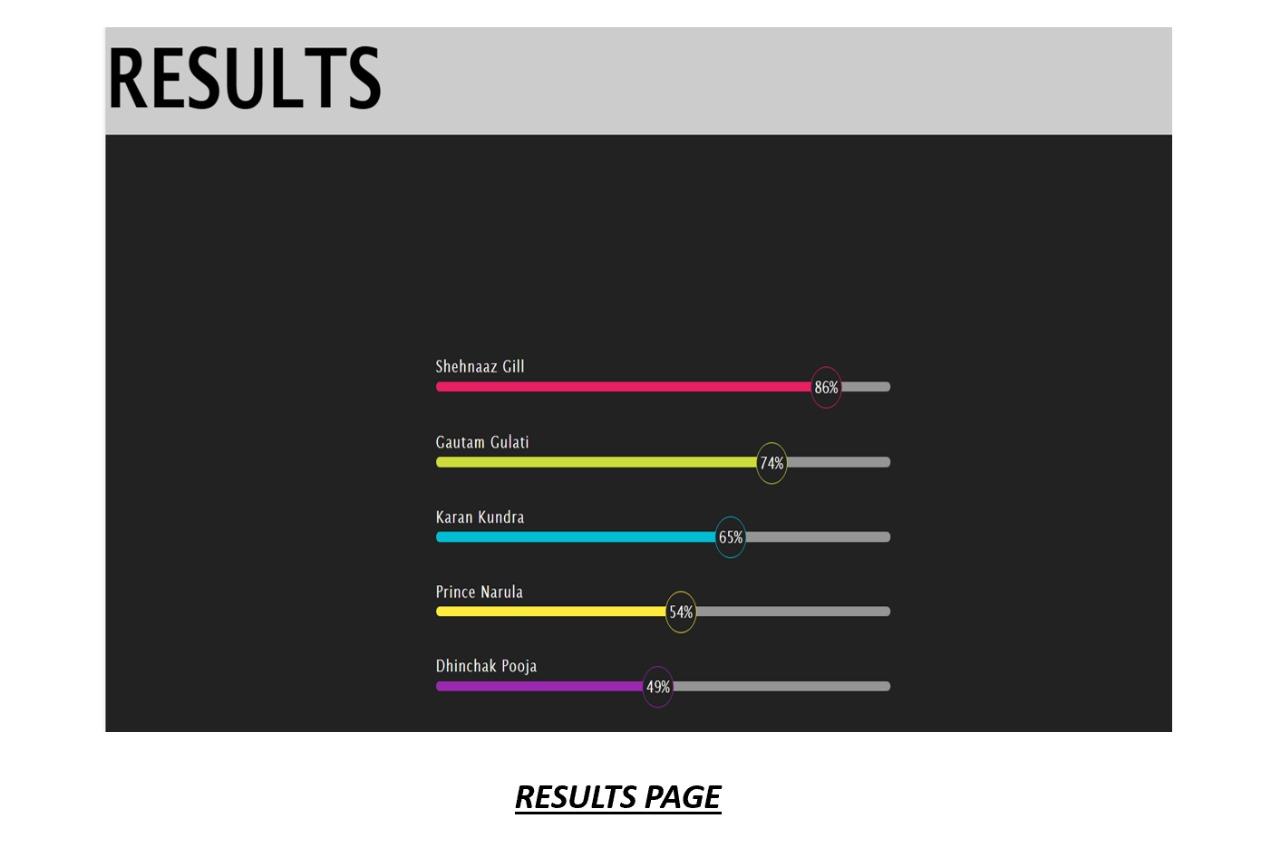 RESULTS
Shehnaaz Gill
86%
Gautam Gulati
74%
Karan Kundra
65%
Prince Narula
54%
Dhinchak Pooja
49%
RESULTS PAGE